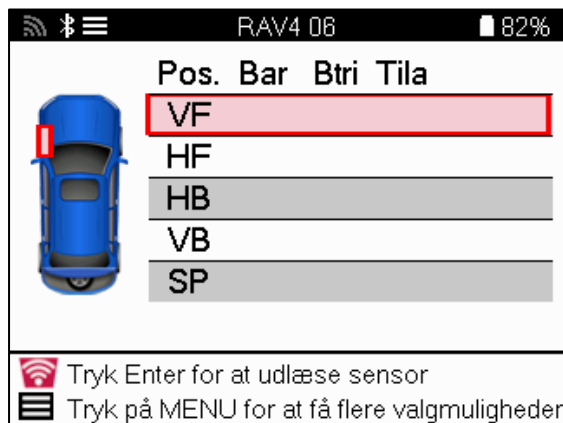 RAV4 06 82%
Pos. Bar Btri Tila
VF
HF
HB
VB
SP
Tryk Enter for at udlæse sensor
Tryk på MENU for at få flere valgmuligheder